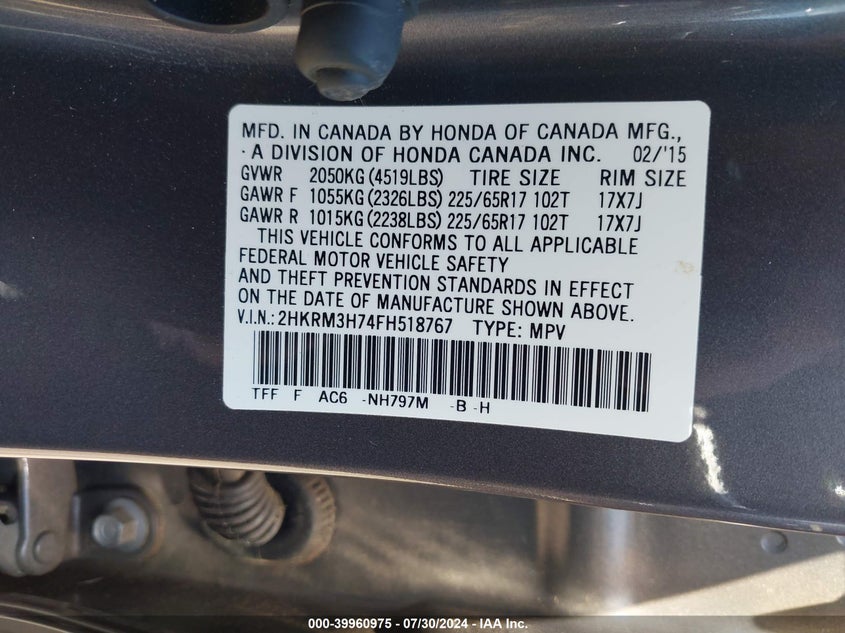 MFD. IN CANADA BY HONDA OF CANADA MFG.,
A DIVISION OF HONDA CANADA INC. 02/'15
GVWR 2050KG (4519LBS) TIRE SIZE RIM SIZE
GAWR F 1055KG (2326LBS) 225/65R17 102T 17X7J
GAWR R 1015KG (2238LBS) 225/65R17 102T 17X7J
THIS VEHICLE CONFORMS TO ALL APPLICABLE
FEDERAL MOTOR VEHICLE SAFETY
AND THEFT PREVENTION STANDARDS IN EFFECT
ON THE DATE OF MANUFACTURE SHOWN ABOVE.
V.I.N.: 2HKRM3H74FH518767 TYPE: MPV
TFF F AC6 -NH797M -B -H
000-39960975 - 07/30/2024 - IAA Inc.